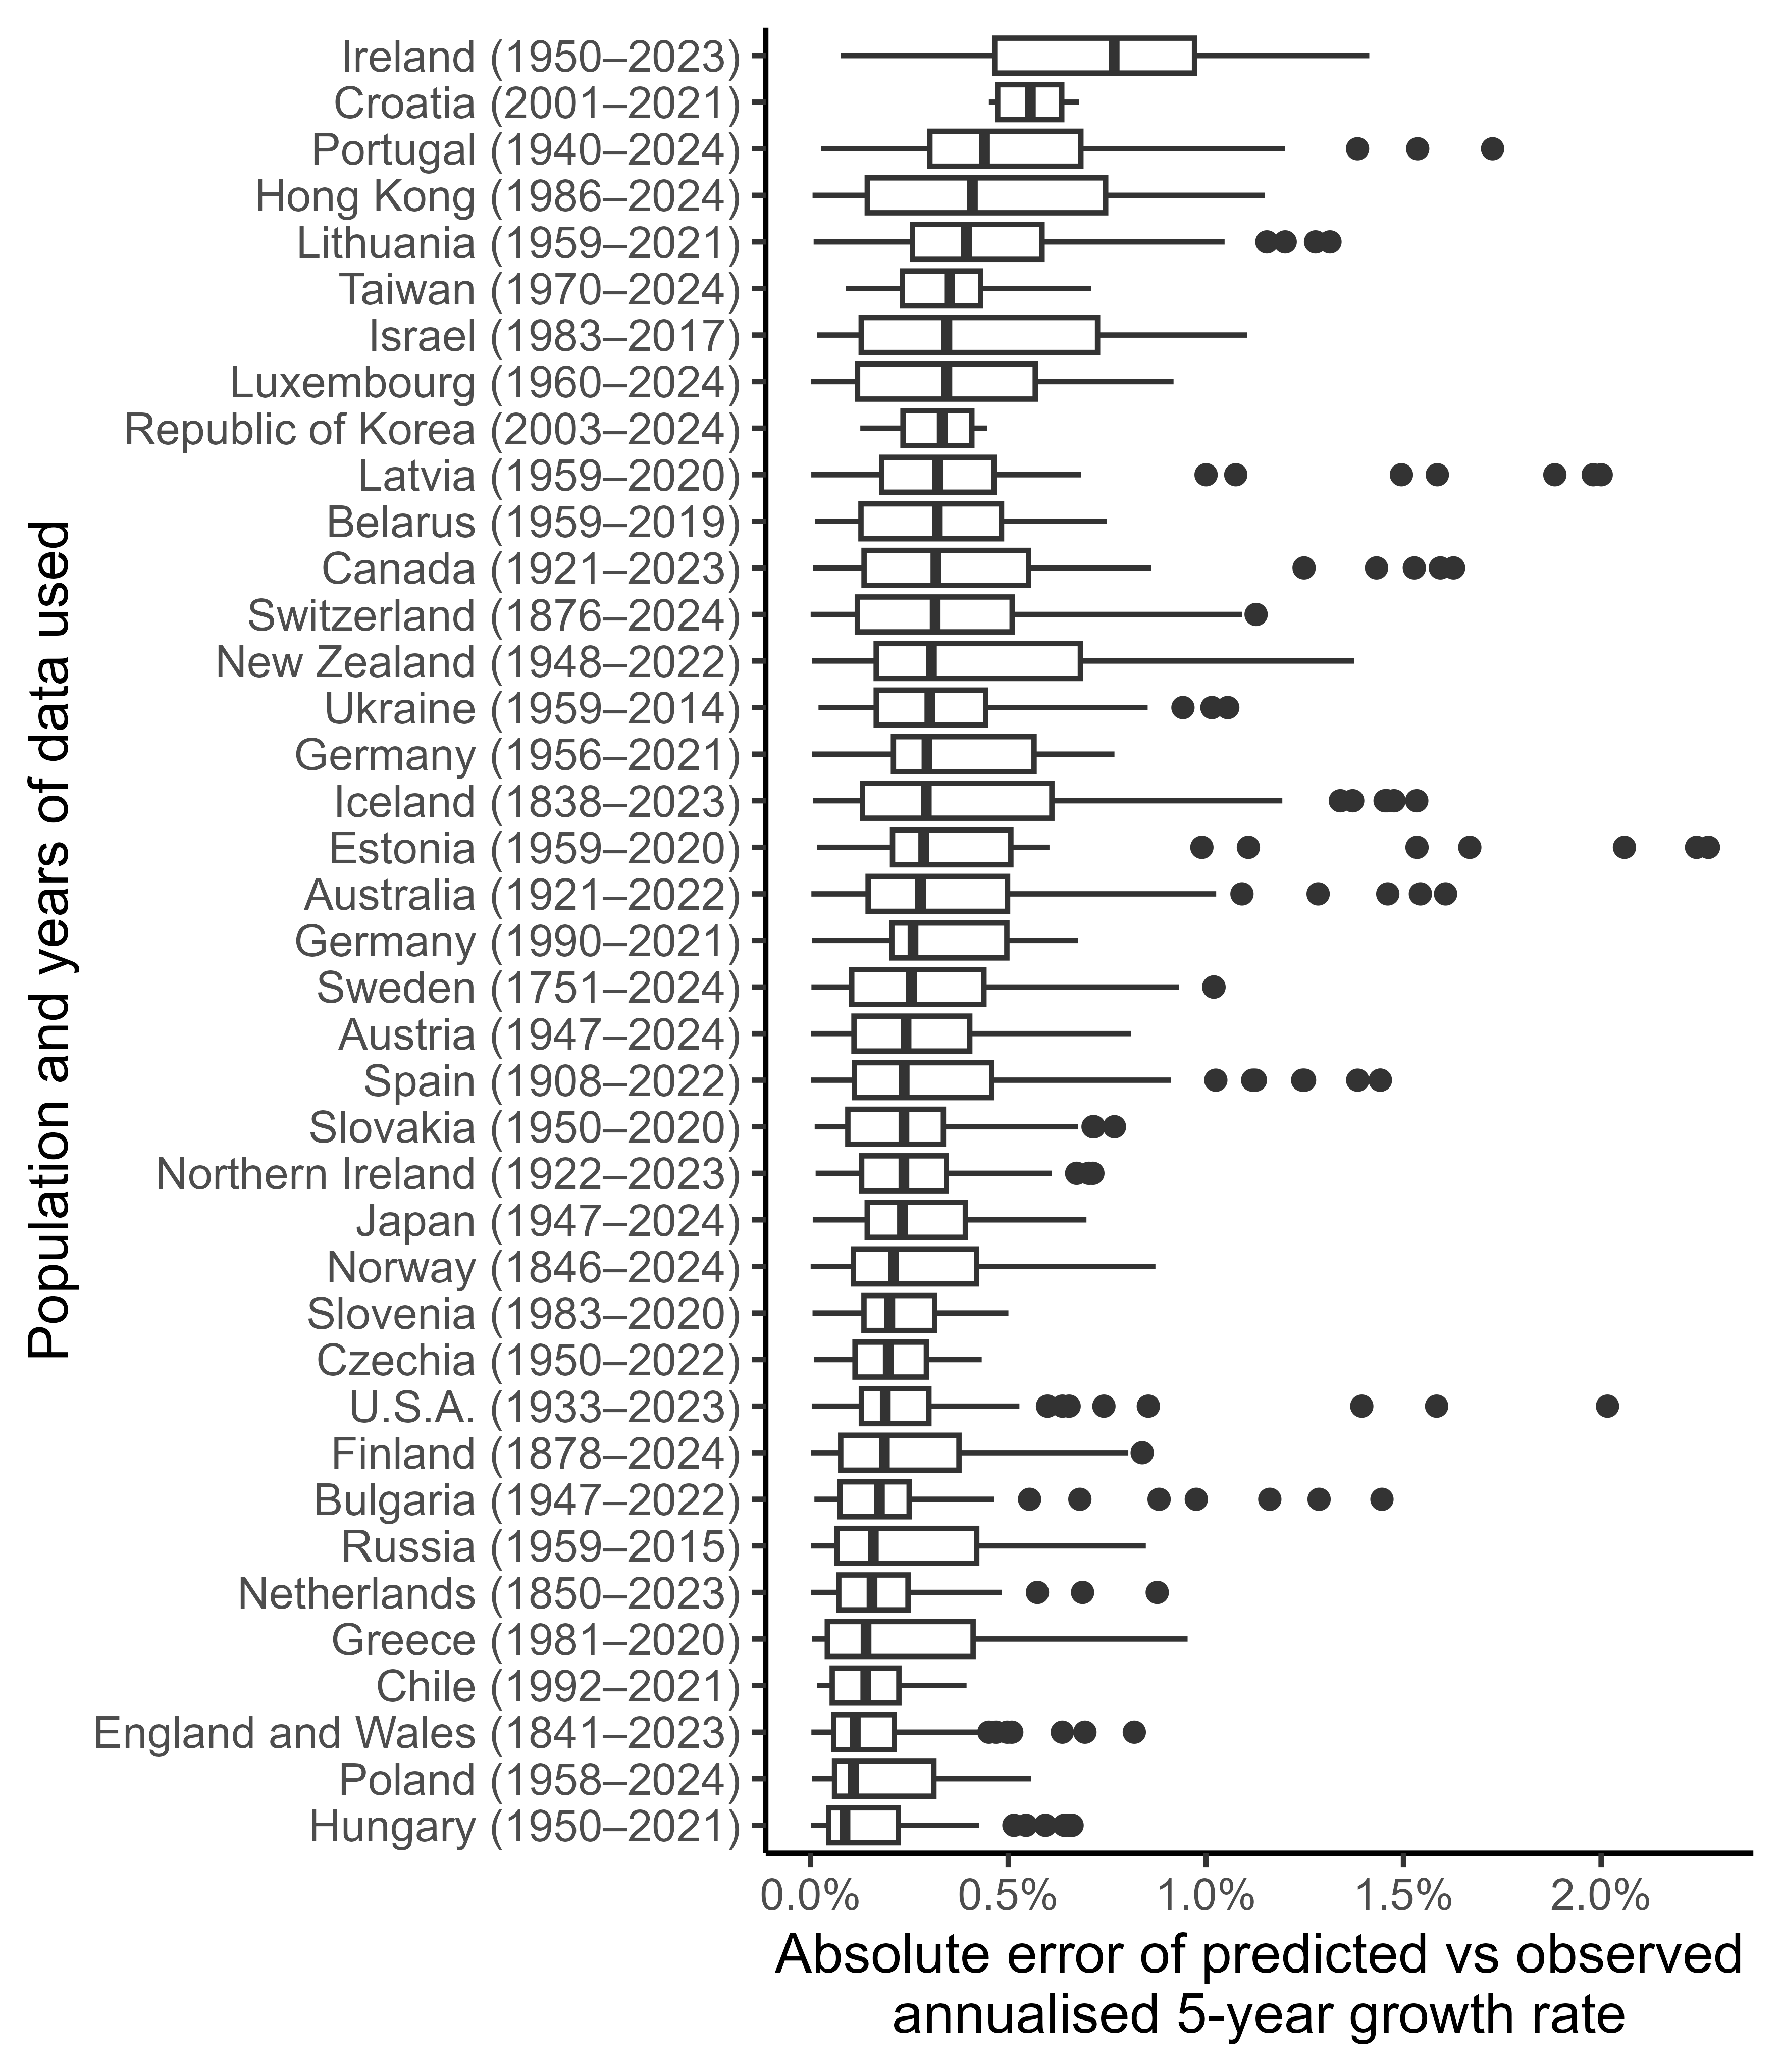 Population and years of data used
Ireland (1950–2023)
Croatia (2001–2021)
Portugal (1940–2024)
Hong Kong (1986–2024)
Lithuania (1959–2021)
Taiwan (1970–2024)
Israel (1983–2017)
Luxembourg (1960–2024)
Republic of Korea (2003–2024)
Latvia (1959–2020)
Belarus (1959–2019)
Canada (1921–2023)
Switzerland (1876–2024)
New Zealand (1948–2022)
Ukraine (1959–2014)
Germany (1956–2021)
Iceland (1838–2023)
Estonia (1959–2020)
Australia (1921–2022)
Germany (1990–2021)
Sweden (1751–2024)
Austria (1947–2024)
Spain (1908–2022)
Slovakia (1950–2020)
Northern Ireland (1922–2023)
Japan (1947–2024)
Norway (1846–2024)
Slovenia (1983–2020)
Czechia (1950–2022)
U.S.A. (1933–2023)
Finland (1878–2024)
Bulgaria (1947–2022)
Russia (1959–2015)
Netherlands (1850–2023)
Greece (1981–2020)
Chile (1992–2021)
England and Wales (1841–2023)
Poland (1958–2024)
Hungary (1950–2021)
0.0% 0.5% 1.0% 1.5% 2.0%
Absolute error of predicted vs observed
annualised 5-year growth rate